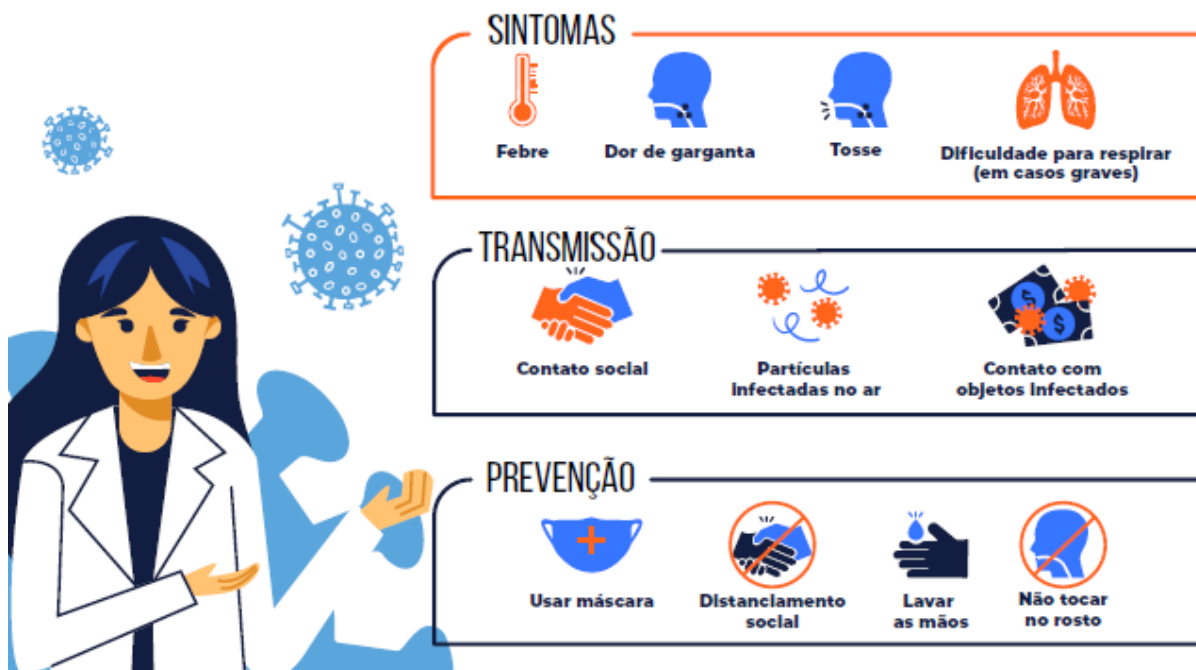 SINTOMAS
Febre
Dor de garganta
Tosse
Dificuldade para respirar
(em casos graves)
TRANSMISSÃO
$
$
Contato social
Partículas
infectadas no ar
Contato com
objetos infectados
PREVENÇÃO
Usar máscara
Distanciamento
social
Lavar
as mãos
Não tocar
no rosto